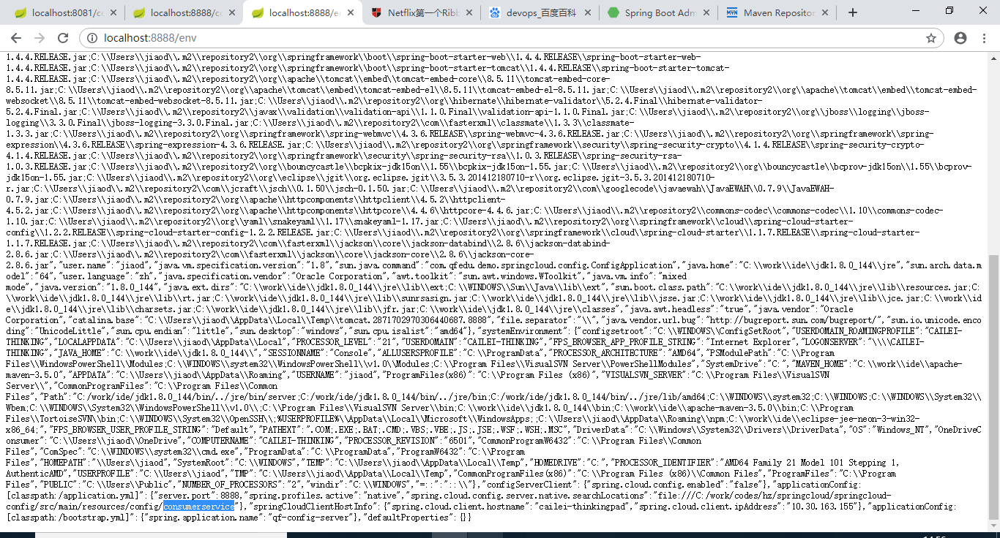 localhost:8081/co
localhost:8888/co
localhost:8888/en
Netflix第一个Ribb
devops_百度百科
Spring Boot Adm
Maven Repositor
localhost:8888/env
1.4.4.RELEASE.jar;C:\\Users\\jiaod\\.m2\\repository2\\org\\springframework\\boot\\spring-boot-starter-web\\1.4.4.RELEASE\\spring-boot-starter-web-
1.4.4.RELEASE.jar;C:\\Users\\jiaod\\.m2\\repository2\\org\\springframework\\boot\\spring-boot-starter-tomcat\\1.4.4.RELEASE\\spring-boot-starter-tomcat-
1.4.4.RELEASE.jar;C:\\Users\\jiaod\\.m2\\repository2\\org\\apache\\tomcat\\embed\\tomcat-embed-core\\8.5.11\\tomcat-embed-core-
8.5.11.jar;C:\\Users\\jiaod\\.m2\\repository2\\org\\apache\\tomcat\\embed\\tomcat-embed-el\\8.5.11\\tomcat-embed-el-8.5.11.jar;C:\\Users\\jiaod\\.m2\\repository2\\org\\apache\\tomcat\\embed\\tomcat-embed-
websocket\\8.5.11\\tomcat-embed-websocket-8.5.11.jar;C:\\Users\\jiaod\\.m2\\repository2\\org\\hibernate\\hibernate-validator\\5.2.4.Final\\hibernate-validator-
5.2.4.Final.jar;C:\\Users\\jiaod\\.m2\\repository2\\javax\\validation\\validation-api\\1.1.0.Final\\validation-api-1.1.0.Final.jar;C:\\Users\\jiaod\\.m2\\repository2\\org\\jboss\\logging\\jboss-
logging\\3.3.0.Final\\jboss-logging-3.3.0.Final.jar;C:\\Users\\jiaod\\.m2\\repository2\\com\\fasterxml\\classmate\\1.3.3\\classmate-
1.3.3.jar;C:\\Users\\jiaod\\.m2\\repository2\\org\\springframework\\spring-webmvc\\4.3.6.RELEASE\\spring-webmvc-4.3.6.RELEASE.jar;C:\\Users\\jiaod\\.m2\\repository2\\org\\springframework\\spring-
expression\\4.3.6.RELEASE\\spring-expression-4.3.6.RELEASE.jar;C:\\Users\\jiaod\\.m2\\repository2\\org\\springframework\\security\\spring-security-crypto\\4.1.4.RELEASE\\spring-security-crypto-
4.1.4.RELEASE.jar;C:\\Users\\jiaod\\.m2\\repository2\\org\\springframework\\security\\spring-security-rsa\\1.0.3.RELEASE\\spring-security-rsa-
1.0.3.RELEASE.jar;C:\\Users\\jiaod\\.m2\\repository2\\org\\bouncycastle\\bcpkix-jdk15on\\1.55\\bcpkix-jdk15on-1.55.jar;C:\\Users\\jiaod\\.m2\\repository2\\org\\bouncycastle\\bcprov-jdk15on\\1.55\\bcprov-
jdk15on-1.55.jar;C:\\Users\\jiaod\\.m2\\repository2\\org\\eclipse\\jgit\\org.eclipse.jgit\\3.5.3.201412180710-r\\org.eclipse.jgit-3.5.3.201412180710-
r.jar;C:\\Users\\jiaod\\.m2\\repository2\\com\\jcraft\\jsch\\0.1.50\\jsch-0.1.50.jar;C:\\Users\\jiaod\\.m2\\repository2\\com\\googlecode\\javaewah\\JavaEWAH\\0.7.9\\JavaEWAH-
0.7.9.jar;C:\\Users\\jiaod\\.m2\\repository2\\org\\apache\\httpcomponents\\httpclient\\4.5.2\\httpclient-
4.5.2.jar;C:\\Users\\jiaod\\.m2\\repository2\\org\\apache\\httpcomponents\\httpcore\\4.4.6\\httpcore-4.4.6.jar;C:\\Users\\jiaod\\.m2\\repository2\\commons-codec\\commons-codec\\1.10\\commons-codec-
1.10.jar;C:\\Users\\jiaod\\.m2\\repository2\\org\\yaml\\snakeyaml\\1.17\\snakeyaml-1.17.jar;C:\\Users\\jiaod\\.m2\\repository2\\org\\springframework\\cloud\\spring-cloud-starter-
config\\1.2.2.RELEASE\\spring-cloud-starter-config-1.2.2.RELEASE.jar;C:\\Users\\jiaod\\.m2\\repository2\\org\\springframework\\cloud\\spring-cloud-starter\\1.1.7.RELEASE\\spring-cloud-starter-
1.1.7.RELEASE.jar;C:\\Users\\jiaod\\.m2\\repository2\\com\\fasterxml\\jackson\\core\\jackson-databind\\2.8.6\\jackson-databind-
2.8.6.jar;C:\\Users\\jiaod\\.m2\\repository2\\com\\fasterxml\\jackson\\core\\jackson-core\\2.8.6\\jackson-core-
2.8.6.jar","user.name":"jiaod","java.vm.specification.version":"1.8","sun.java.command":"com.qfedu.demo.springcloud.config.ConfigApplication","java.home":"C:\\work\\ide\\jdk1.8.0_144\\jre","sun.arch.data.m
odel":"64","user.language":"zh","java.specification.vendor":"Oracle Corporation","awt.toolkit":"sun.awt.windows.WToolkit","java.vm.info":"mixed
mode","java.version":"1.8.0_144","java.ext.dirs":"C:\\work\\ide\\jdk1.8.0_144\\jre\\lib\\ext;C:\\WINDOWS\\Sun\\Java\\lib\\ext","sun.boot.class.path":"C:\\work\\ide\\jdk1.8.0_144\\jre\\lib\\resources.jar;C:
\\work\\ide\\jdk1.8.0_144\\jre\\lib\\rt.jar;C:\\work\\ide\\jdk1.8.0_144\\jre\\lib\\sunrsasign.jar;C:\\work\\ide\\jdk1.8.0_144\\jre\\lib\\jsse.jar;C:\\work\\ide\\jdk1.8.0_144\\jre\\lib\\jce.jar;C:\\work\\id
e\\jdk1.8.0_144\\jre\\lib\\charsets.jar;C:\\work\\ide\\jdk1.8.0_144\\jre\\lib\\jfr.jar;C:\\work\\ide\\jdk1.8.0_144\\jre\\classes","java.awt.headless":"true","java.vendor":"Oracle
Corporation","catalina.base":"C:\\Users\\jiaod\\AppData\\Local\\Temp\\tomcat.2871702970306440687.8888","file.separator":"\\","java.vendor.url.bug":"http://bugreport.sun.com/bugreport/","sun.io.unicode.enco
ding":"UnicodeLittle","sun.cpu.endian":"little","sun.desktop":"windows","sun.cpu.isalist":"amd64"},"systemEnvironment":{"configsetroot":"C:\\WINDOWS\\ConfigSetRoot","USERDOMAIN_ROAMINGPROFILE":"CAILEI-
THINKING","LOCALAPPDATA":"C:\\Users\\jiaod\\AppData\\Local","PROCESSOR_LEVEL":"21","USERDOMAIN":"CAILEI-THINKING","FPS_BROWSER_APP_PROFILE_STRING":"Internet Explorer","LOGONSERVER":"\\\\CAILEI-
THINKING","JAVA_HOME":"C:\\work\\ide\\jdk1.8.0_144\\","SESSIONNAME":"Console","ALLUSERSPROFILE":"C:\\ProgramData","PROCESSOR_ARCHITECTURE":"AMD64","PSModulePath":"C:\\Program
Files\\WindowsPowerShell\\Modules;C:\\WINDOWS\\system32\\WindowsPowerShell\\v1.0\\Modules;C:\\Program Files\\VisualSVN Server\\PowerShellModules","SystemDrive":"C:","MAVEN_HOME":"C:\\work\\ide\\apache-
maven-3.5.0","APPDATA":"C:\\Users\\jiaod\\AppData\\Roaming","USERNAME":"jiaod","ProgramFiles(x86)":"C:\\Program Files (x86)","VISUALSVN_SERVER":"C:\\Program Files\\VisualSVN
Server\\","CommonProgramFiles":"C:\\Program Files\\Common
Files","Path":"C:/work/ide/jdk1.8.0_144/bin/../jre/bin/server;C:/work/ide/jdk1.8.0_144/bin/../jre/bin;C:/work/ide/jdk1.8.0_144/bin/../jre/lib/amd64;C:\\WINDOWS\\system32;C:\\WINDOWS;C:\\WINDOWS\\System32\\
Wbem;C:\\WINDOWS\\System32\\WindowsPowerShell\\v1.0\\;C:\\Program Files\\VisualSVN Server\\bin;C:\\work\\ide\\jdk1.8.0_144\\bin;C:\\work\\ide\\apache-maven-3.5.0\\bin;C:\\Program
Files\\TortoiseSVN\\bin;C:\\WINDOWS\\System32\\OpenSSH\\;%USERPROFILE%\\AppData\\Local\\Microsoft\\WindowsApps;;C:\\Users\\jiaod\\AppData\\Roaming\\npm;C:\\work\\ide\\eclipse-jee-neon-3-win32-
x86_64;","FPS_BROWSER_USER_PROFILE_STRING":"Default","PATHEXT":".COM;.EXE;.BAT;.CMD;.VBS;.VBE;.JS;.JSE;.WSF;.WSH;.MSC","DriverData":"C:\\Windows\\System32\\Drivers\\DriverData","OS":"Windows_NT","OneDriveC
onsumer":"C:\\Users\\jiaod\\OneDrive","COMPUTERNAME":"CAILEI-THINKING","PROCESSOR_REVISION":"6501","CommonProgramW6432":"C:\\Program Files\\Common
Files","ComSpec":"C:\\WINDOWS\\system32\\cmd.exe","ProgramData":"C:\\ProgramData","ProgramW6432":"C:\\Program
Files","HOMEPATH":"\\Users\\jiaod","SystemRoot":"C:\\WINDOWS","TEMP":"C:\\Users\\jiaod\\AppData\\Local\\Temp","HOMEDRIVE":"C:","PROCESSOR_IDENTIFIER":"AMD64 Family 21 Model 101 Stepping 1,
AuthenticAMD","USERPROFILE":"C:\\Users\\jiaod","TMP":"C:\\Users\\jiaod\\AppData\\Local\\Temp","CommonProgramFiles(x86)":"C:\\Program Files (x86)\\Common Files","ProgramFiles":"C:\\Program
Files","PUBLIC":"C:\\Users\\Public","NUMBER_OF_PROCESSORS":"2","windir":"C:\\WINDOWS","=::":"::\\"},"configServerClient":{"spring.cloud.config.enabled":"false"},"applicationConfig:
[classpath:/application.yml]":{"server.port":8888,"spring.profiles.active":"native","spring.cloud.config.server.native.searchLocations":"file:///C:/work/codes/hz/springcloud/springcloud-
config/src/main/resources/config/consumerservice"},"springCloudClientHostInfo":{"spring.cloud.client.hostname":"cailei-thinkingpad","spring.cloud.client.ipAddress":"10.30.163.155"},"applicationConfig:
[classpath:/bootstrap.yml]":{"spring.application.name":"qf-config-server"},"defaultProperties":{}}